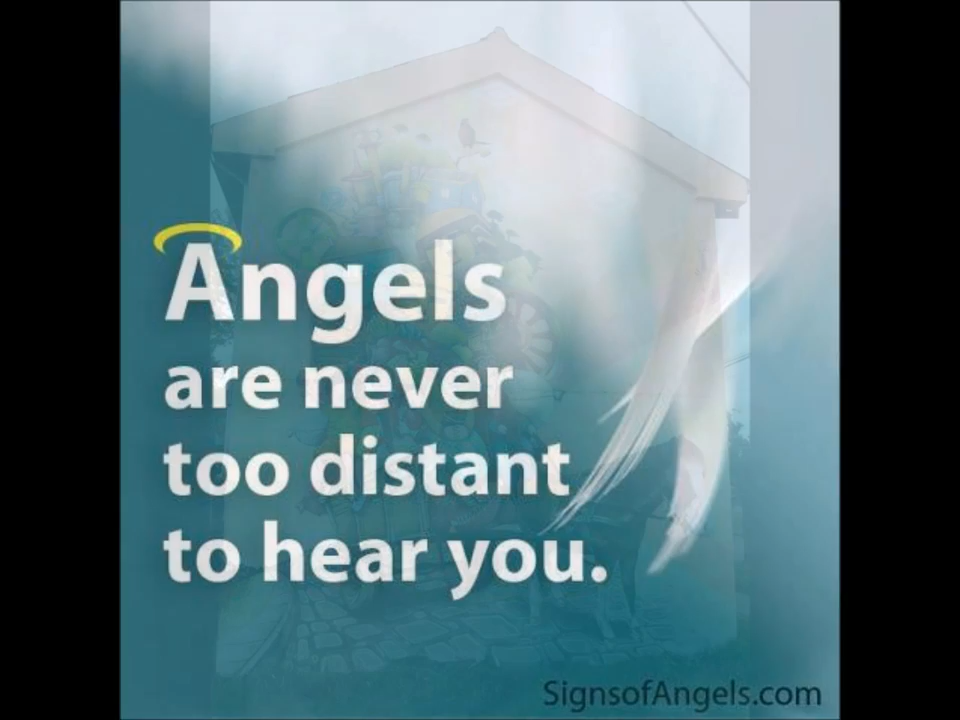 Angels
are never
too distant
to hear you.
SignsofAngels.com